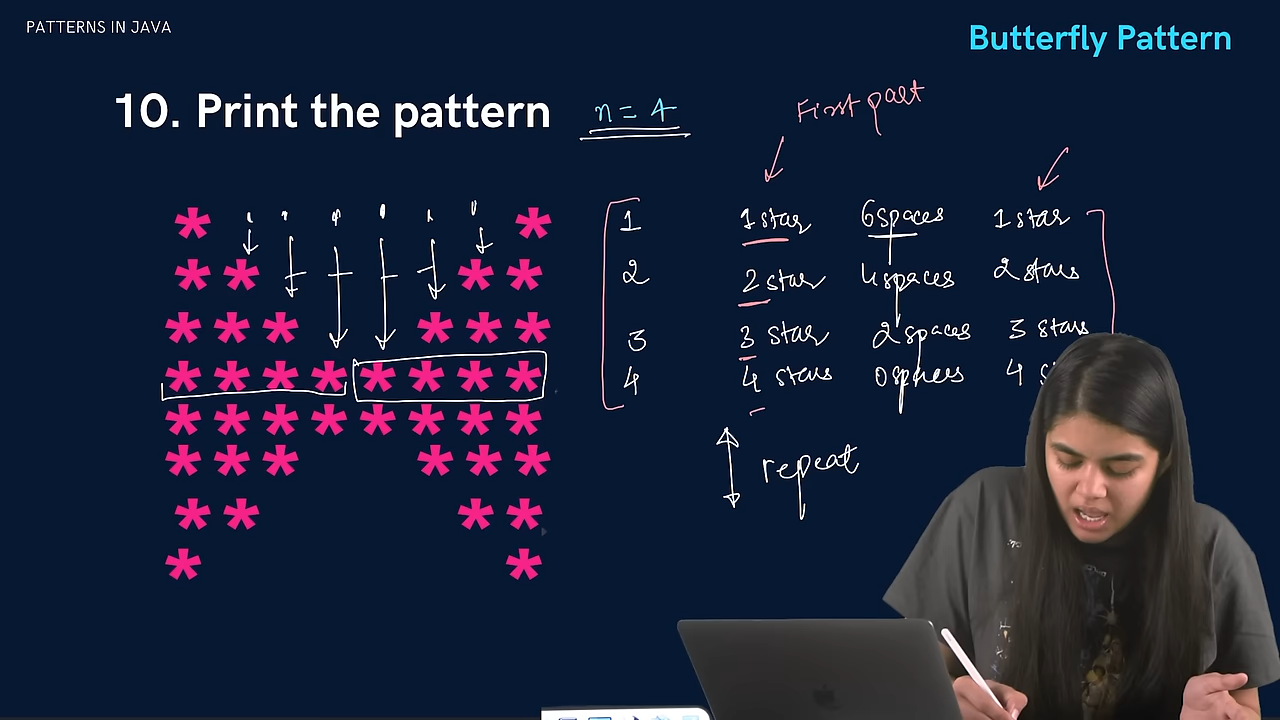 PATTERNS IN JAVA
Butterfly Pattern
10. Print the pattern n = 4
First part
* *
* * * *
* * * * * *
* * * * * * * *
* * * * * * * *
* * * * * *
* * * *
* *
1 1 star 6 spaces 1 star
2 2 star 4 spaces 2 stars
3 3 star 2 spaces 3 stars
4 4 stars 0 spaces 4
repeat